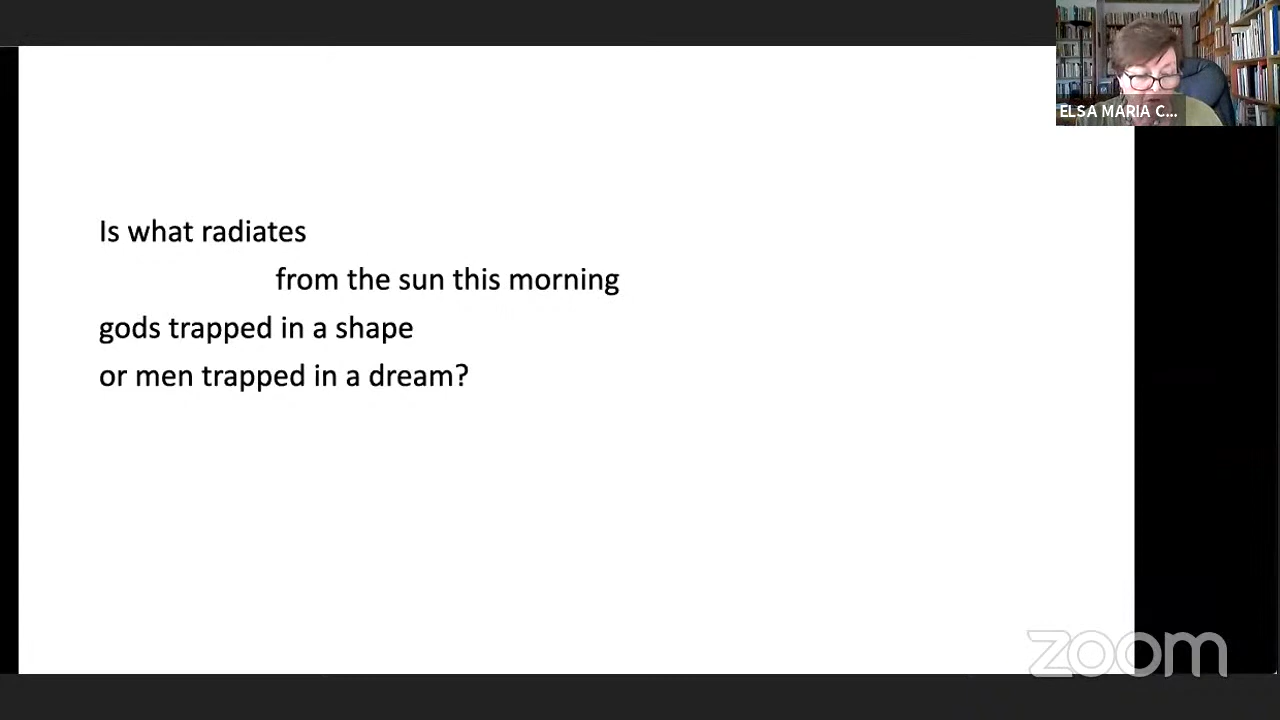 ELSA MARIA C...
Is what radiates
from the sun this morning
gods trapped in a shape
or men trapped in a dream?
zoom